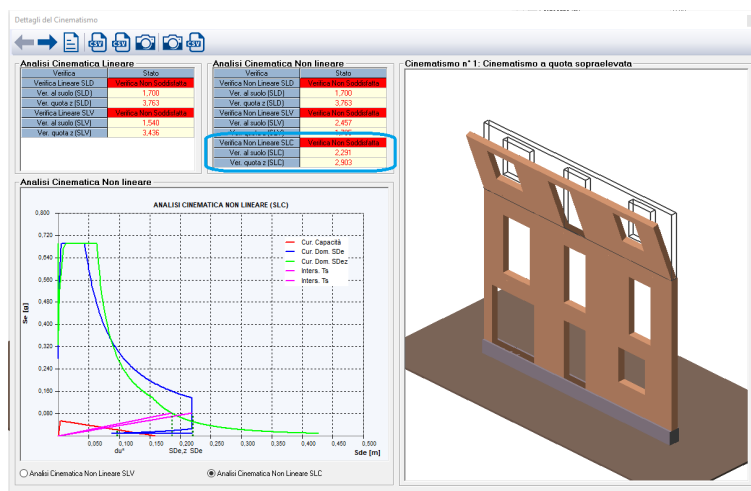 Dettagli del Cinematismo
CSV CSV CSV
Analisi Cinematica Lineare
Verifica Stato
Verifica Lineare SLD Verifica Non Soddisfatta
Ver. al suolo (SLD) 1,700
Ver. quota z (SLD) 3,763
Verifica Lineare SLV Verifica Non Soddisfatta
Ver. al suolo (SLV) 1,540
Ver. quota z (SLV) 3,436
Analisi Cinematica Non lineare
Verifica Stato
Verifica Non Lineare SLD Verifica Non Soddisfatta
Ver. al suolo (SLD) 1,700
Ver. quota z (SLD) 3,763
Verifica Non Lineare SLV Verifica Non Soddisfatta
Ver. al suolo (SLV) 2,457
Verifica Non Lineare SLC Verifica Non Soddisfatta
Ver. al suolo (SLC) 2,291
Ver. quota z (SLC) 2,903
Cinematismo n° 1: Cinematismo a quota sopraelevata
Analisi Cinematica Non lineare
ANALISI CINEMATICA NON LINEARE (SLC)
0,800
0,720
0,640
0,560
0,480
0,400
0,320
0,240
0,160
0,080
Se [g]
Cur. Capacità
Cur. Dom. SDe
Cur. Dom. SDez
Inters. Ts
Inters. Ts
0,050 0,100 0,150 0,200 0,250 0,300 0,350 0,400 0,450 0,500
du* SDe,z SDe Sde [m]
Analisi Cinematica Non Lineare SLV Analisi Cinematica Non Lineare SLC